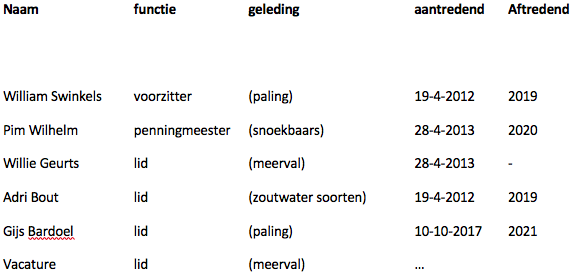 Naam functie geleding aantredend Aftredend
William Swinkels voorzitter (paling) 19-4-2012 2019
Pim Wilhelm penningmeester (snoekbaars) 28-4-2013 2020
Willie Geurts lid (meerval) 28-4-2013 -
Adri Bout lid (zoutwater soorten) 19-4-2012 2019
Gijs Bardoel lid (paling) 10-10-2017 2021
Vacature lid (meerval) ...